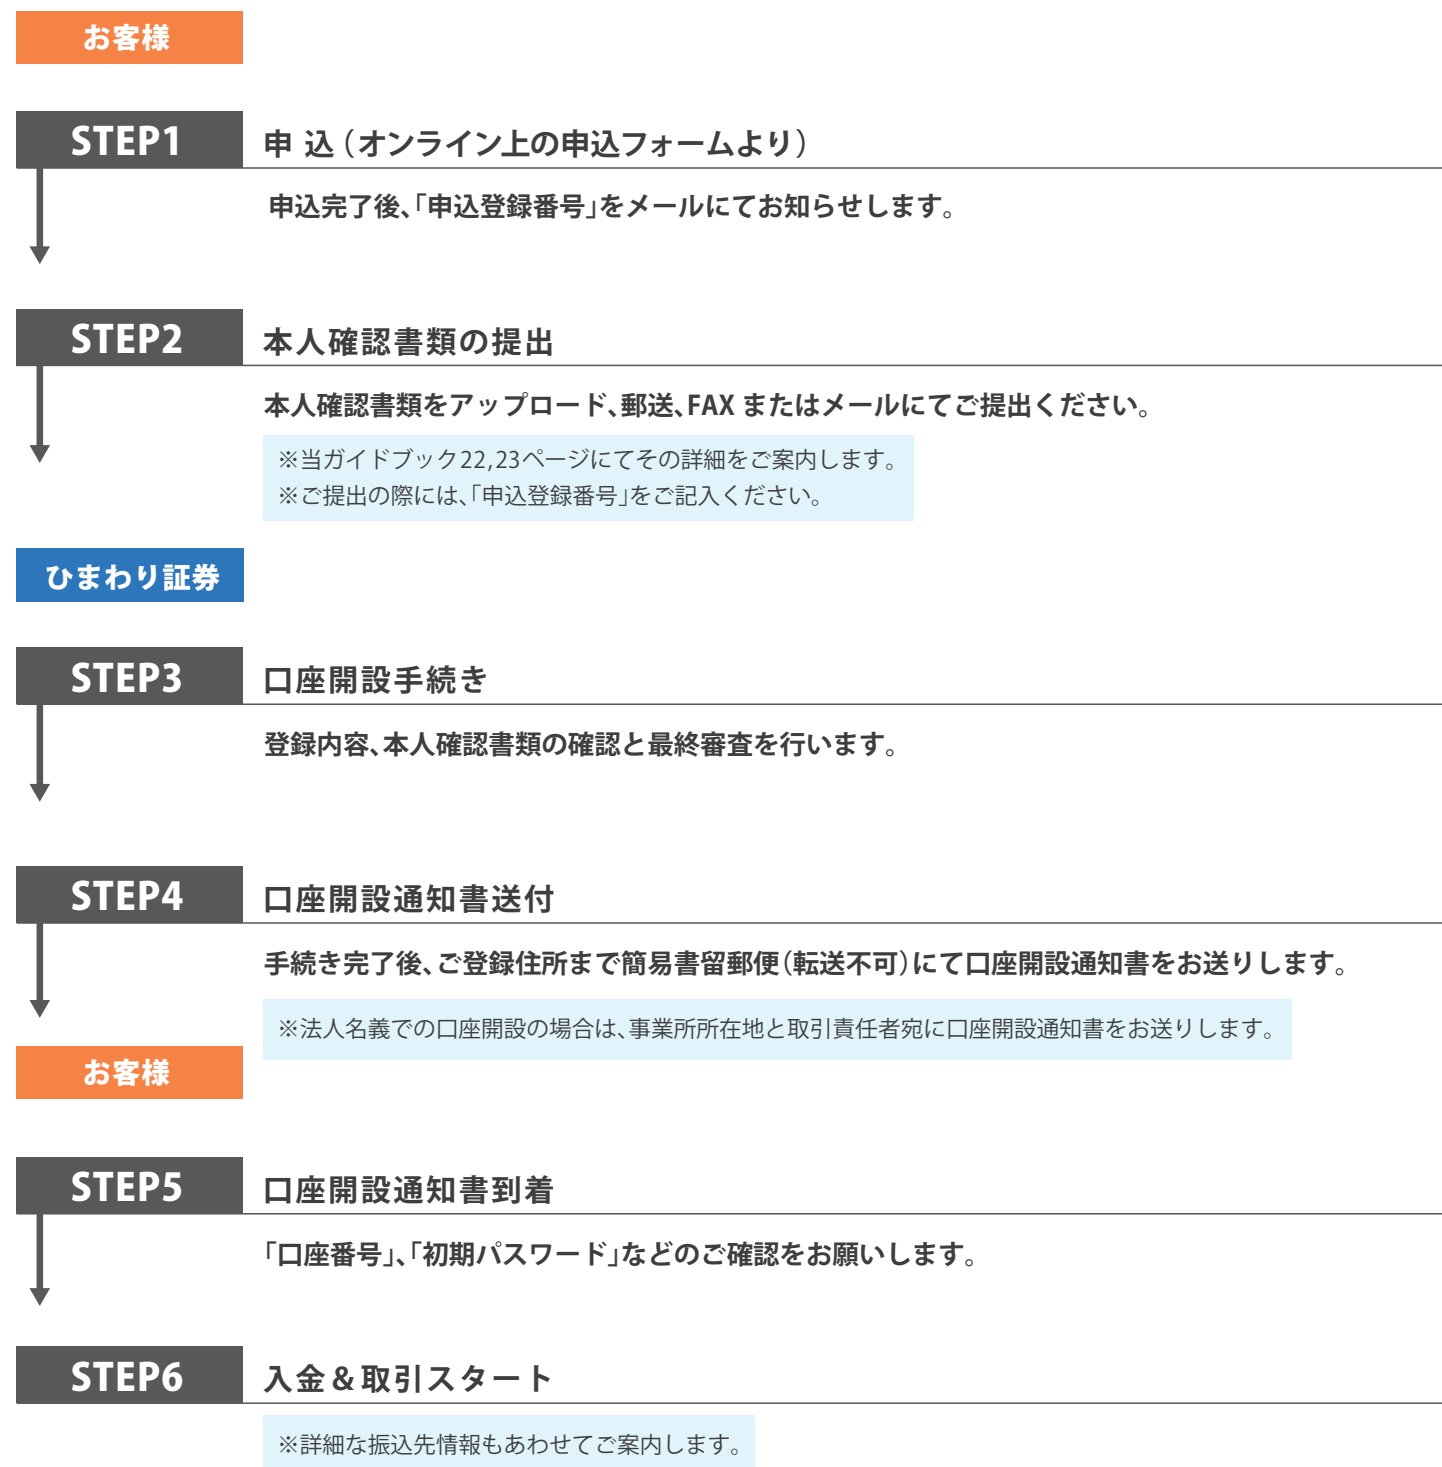 お客様
STEP1
申 込（オンライン上の申込フォームより）
申込完了後、「申込登録番号」をメールにてお知らせします。
STEP2
本人確認書類の提出
本人確認書類をアップロード、郵送、FAX またはメールにてご提出ください。
※当ガイドブック22,23ページにてその詳細をご案内します。
※ご提出の際には、「申込登録番号」をご記入ください。
ひまわり証券
STEP3
口座開設手続き
登録内容、本人確認書類の確認と最終審査を行います。
STEP4
口座開設通知書送付
手続き完了後、ご登録住所まで簡易書留郵便（転送不可）にて口座開設通知書をお送りします。
※法人名義での口座開設の場合は、事業所所在地と取引責任者宛に口座開設通知書をお送りします。
お客様
STEP5
口座開設通知書到着
「口座番号」、「初期パスワード」などのご確認をお願いします。
STEP6
入金＆取引スタート
※詳細な振込先情報もあわせてご案内します。